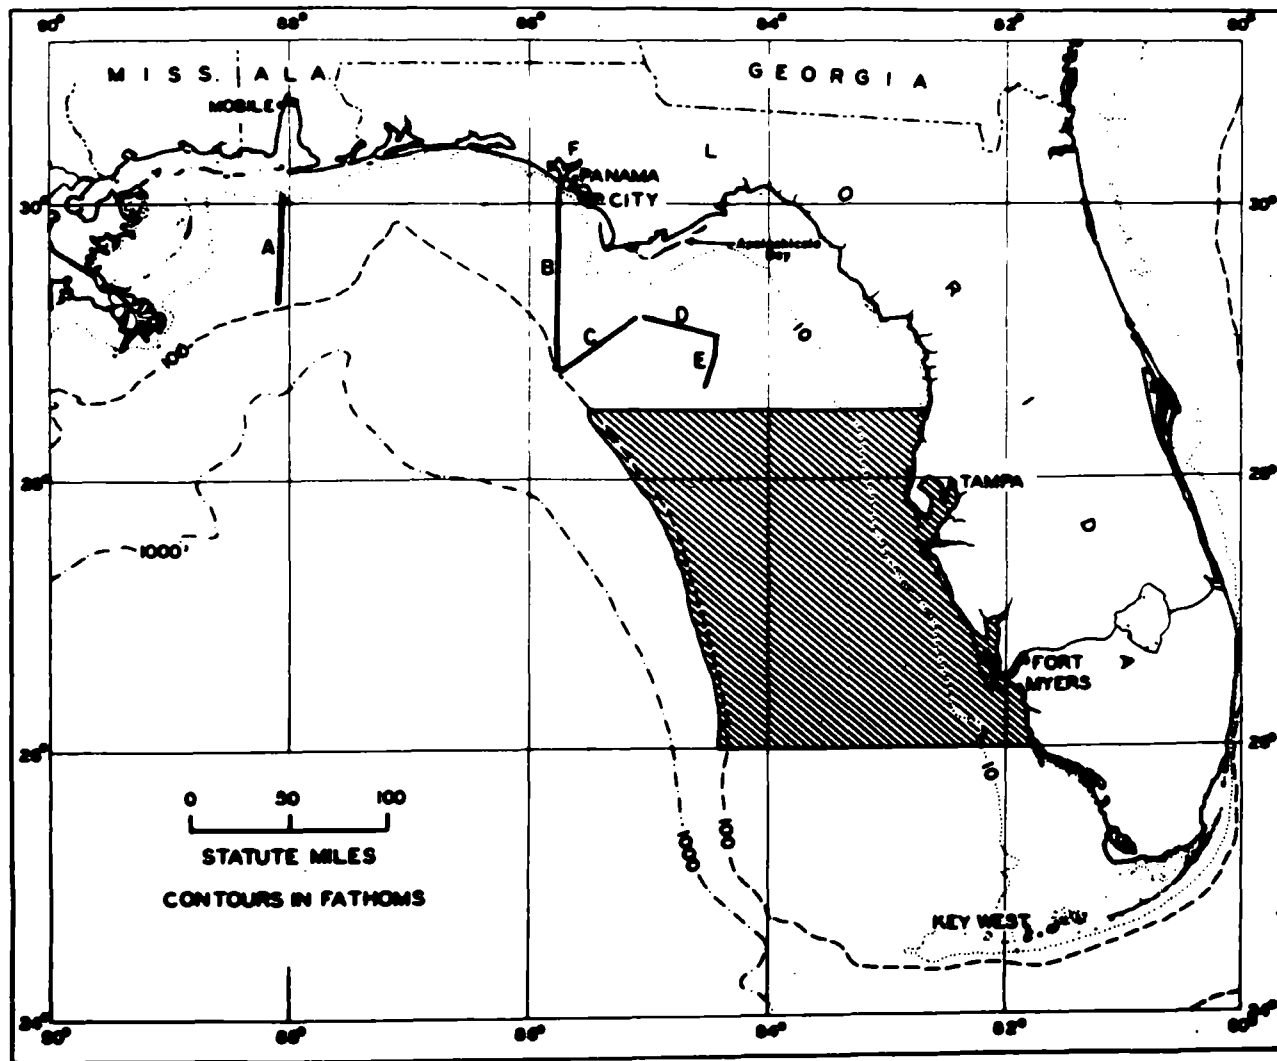 90° 88° 86° 84° 82° 80°
MISS. ALA.
GEORGIA
MOBILE
F L O R I D A
PANAMA
CITY
30° 30°
Apalachicola
Bay
A
B
C
D
E
10
100
28° 28°
TAMPA
1000
FORT
MYERS
26° 26°
10
0 50 100
STATUTE MILES
CONTOURS IN FATHOMS
1000
100
KEY WEST
24° 24°
90° 88° 86° 84° 82° 80°